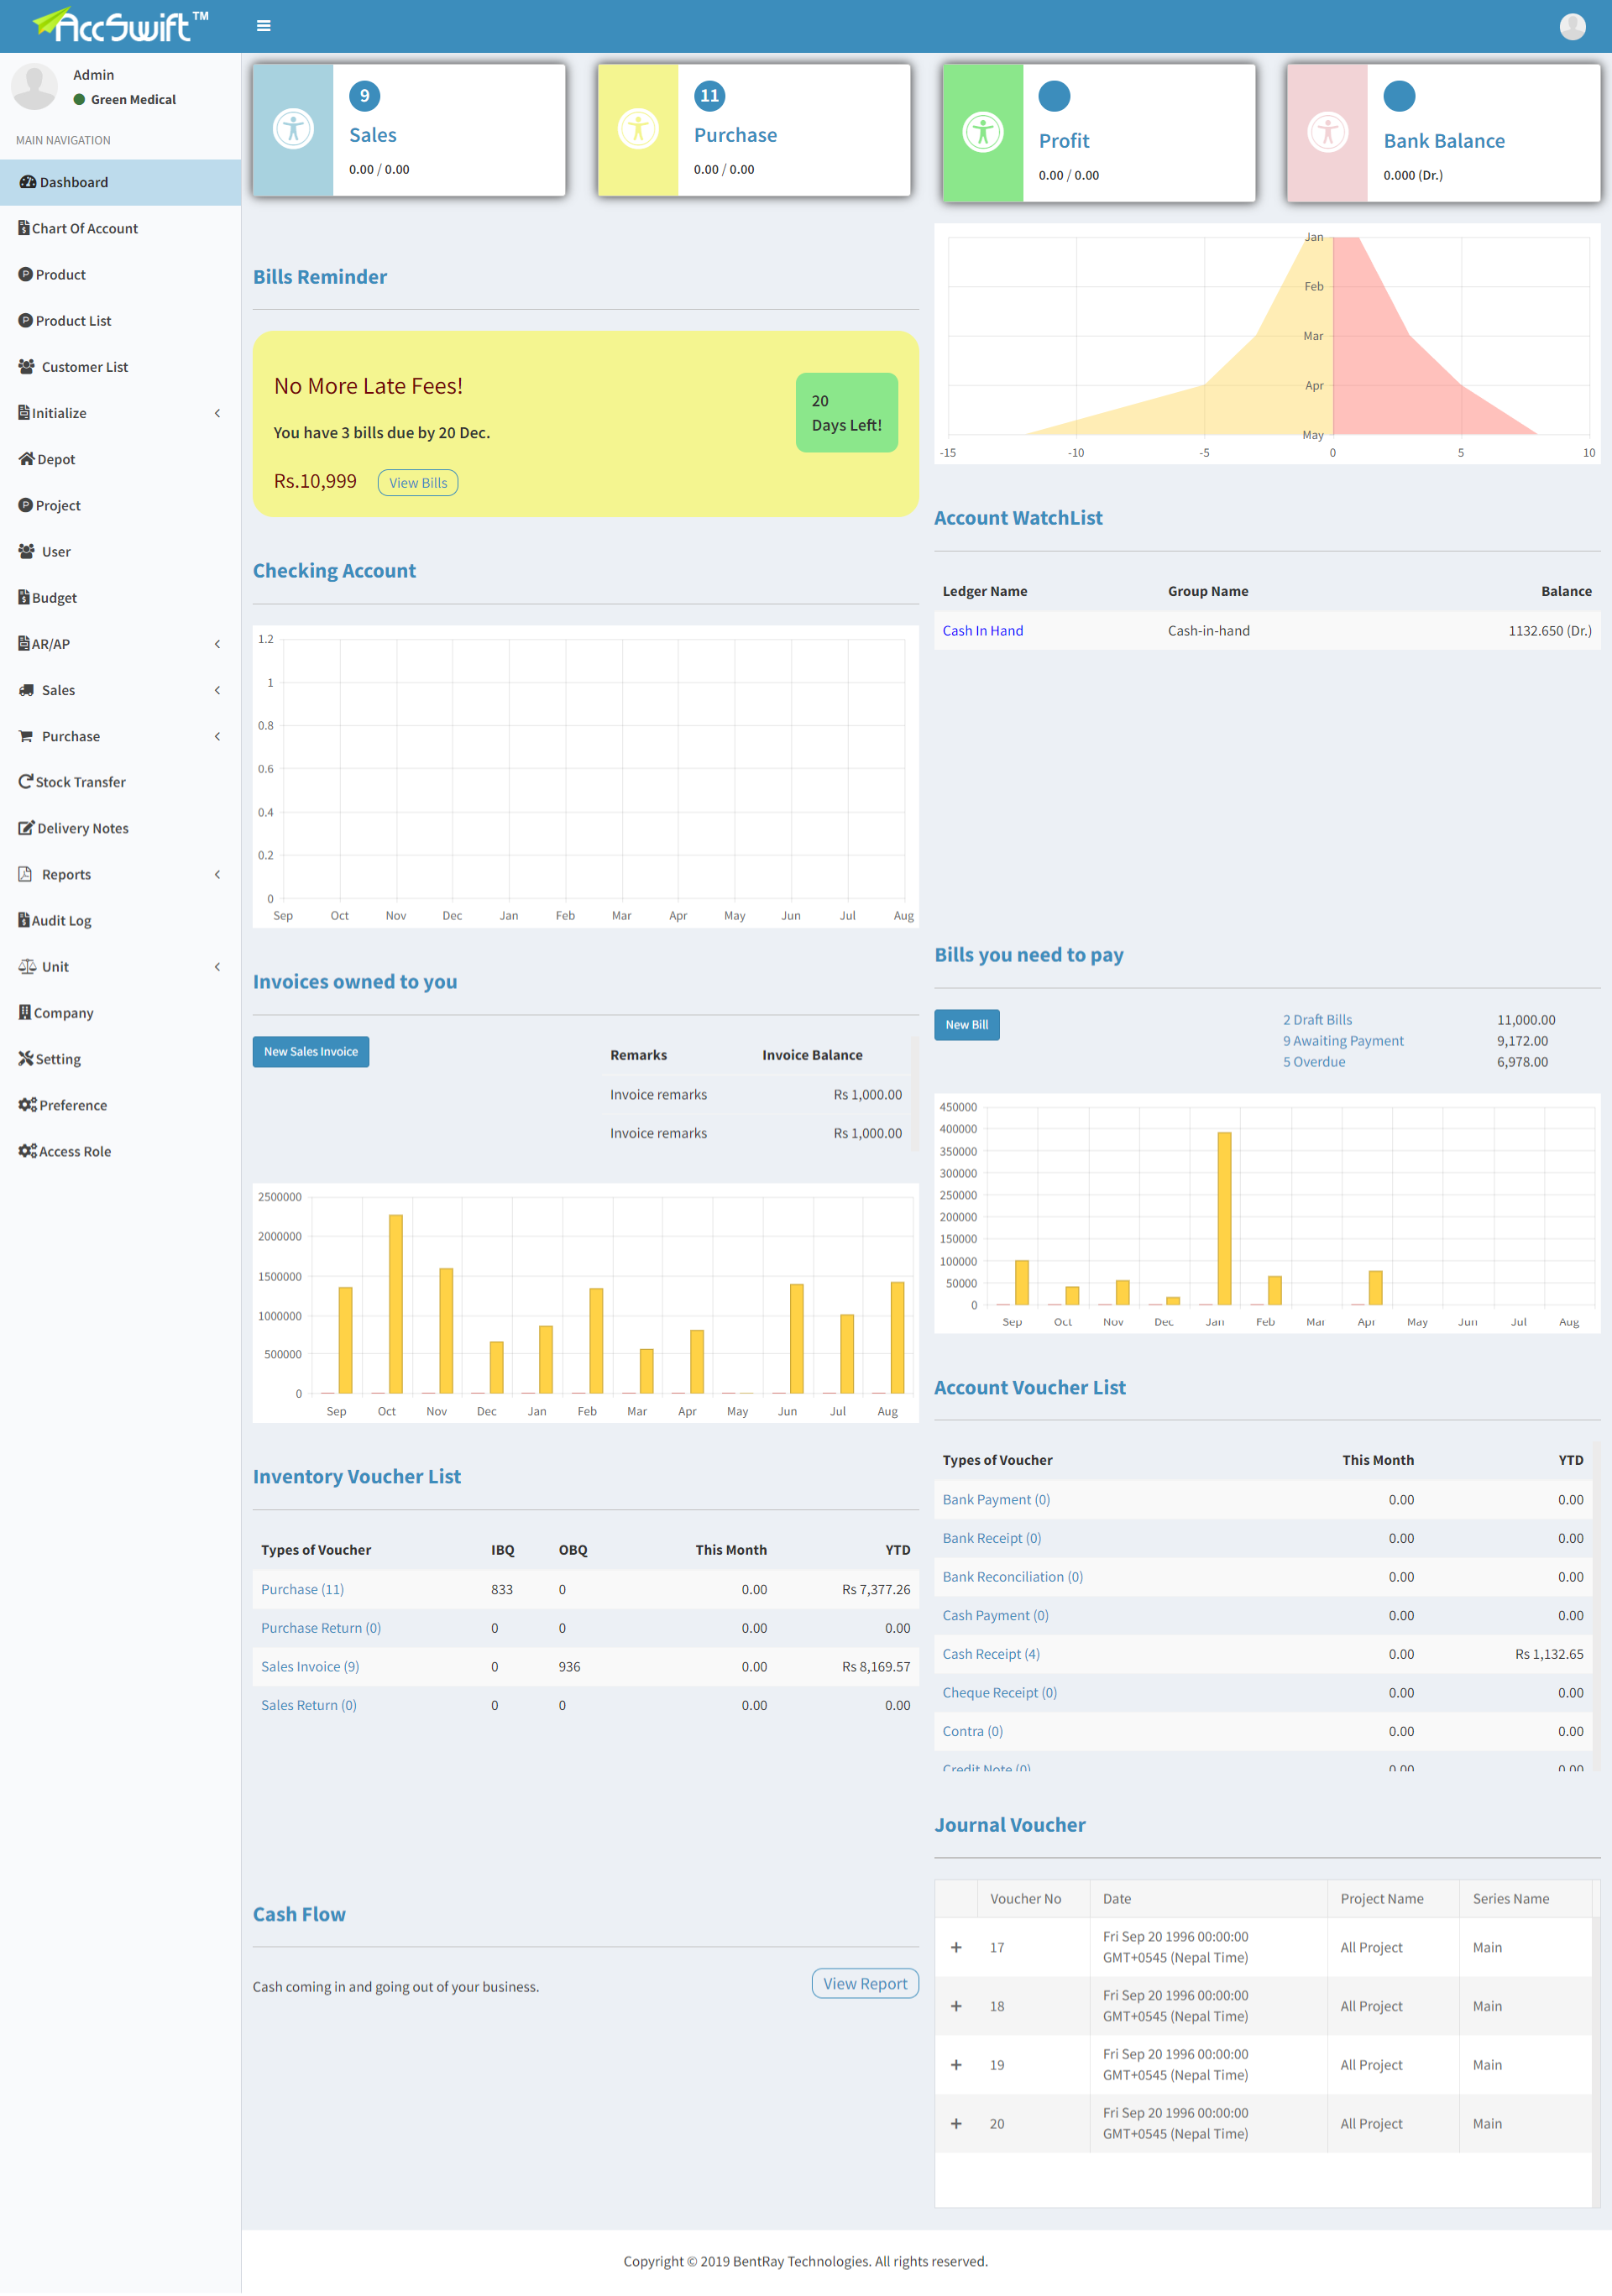 AccSwift™
Admin
Green Medical
MAIN NAVIGATION
Dashboard
Chart Of Account
Product
Product List
Customer List
Initialize
Depot
Project
User
Budget
AR/AP
Sales
Purchase
Stock Transfer
Delivery Notes
Reports
Audit Log
Unit
Company
Setting
Preference
Access Role
9
Sales
0.00 / 0.00
11
Purchase
0.00 / 0.00
Profit
0.00 / 0.00
Bank Balance
0.000 (Dr.)
Bills Reminder
No More Late Fees!
You have 3 bills due by 20 Dec.
Rs.10,999 View Bills
20
Days Left!
Jan
Feb
Mar
Apr
May
-15 -10 -5 0 5 10
Checking Account
1.2
1
0.8
0.6
0.4
0.2
0
Sep Oct Nov Dec Jan Feb Mar Apr May Jun Jul Aug
Account WatchList
Ledger Name Group Name Balance
Cash In Hand Cash-in-hand 1132.650 (Dr.)
Invoices owned to you
New Sales Invoice
Remarks Invoice Balance
Invoice remarks Rs 1,000.00
Invoice remarks Rs 1,000.00
2500000
2000000
1500000
1000000
500000
0
Sep Oct Nov Dec Jan Feb Mar Apr May Jun Jul Aug
Bills you need to pay
New Bill
2 Draft Bills 11,000.00
9 Awaiting Payment 9,172.00
5 Overdue 6,978.00
450000
400000
350000
300000
250000
200000
150000
100000
50000
0
Sep Oct Nov Dec Jan Feb Mar Apr May Jun Jul Aug
Inventory Voucher List
Types of Voucher IBQ OBQ This Month YTD
Purchase (11) 833 0 0.00 Rs 7,377.26
Purchase Return (0) 0 0 0.00 0.00
Sales Invoice (9) 0 936 0.00 Rs 8,169.57
Sales Return (0) 0 0 0.00 0.00
Account Voucher List
Types of Voucher This Month YTD
Bank Payment (0) 0.00 0.00
Bank Receipt (0) 0.00 0.00
Bank Reconciliation (0) 0.00 0.00
Cash Payment (0) 0.00 0.00
Cash Receipt (4) 0.00 Rs 1,132.65
Cheque Receipt (0) 0.00 0.00
Contra (0) 0.00 0.00
Credit Note (0) 0.00 0.00
Cash Flow
Cash coming in and going out of your business. View Report
Journal Voucher
Voucher No Date Project Name Series Name
Fri Sep 20 1996 00:00:00
17 GMT+0545 (Nepal Time) All Project Main
Fri Sep 20 1996 00:00:00
18 GMT+0545 (Nepal Time) All Project Main
Fri Sep 20 1996 00:00:00
19 GMT+0545 (Nepal Time) All Project Main
Fri Sep 20 1996 00:00:00
20 GMT+0545 (Nepal Time) All Project Main
Copyright © 2019 BentRay Technologies. All rights reserved.